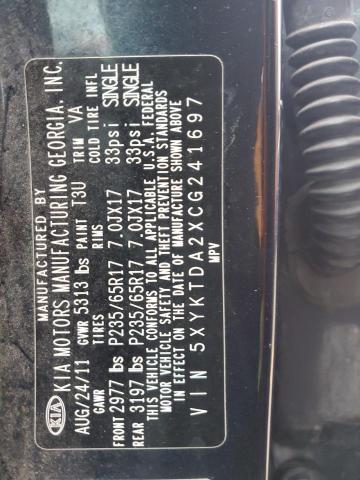 MANUFACTURED BY
KIA KIA MOTORS MANUFACTURING GEORGIA, INC.
AUG/24/11 GVWR 5313 lbs PAINT T3U TRIM VA
GAWR TIRES RIMS COLD TIRE INFL
FRONT 2977 lbs P235/65R17 7.0JX17 33psi SINGLE
REAR 3197 lbs P235/65R17 7.0JX17 33psi SINGLE
THIS VEHICLE CONFORMS TO ALL APPLICABLE U.S.A. FEDERAL
MOTOR VEHICLE SAFETY AND THEFT PREVENTION STANDARDS
IN EFFECT ON THE DATE OF MANUFACTURE SHOWN ABOVE
VIN 5XYKTDA2XCG241697
MPV